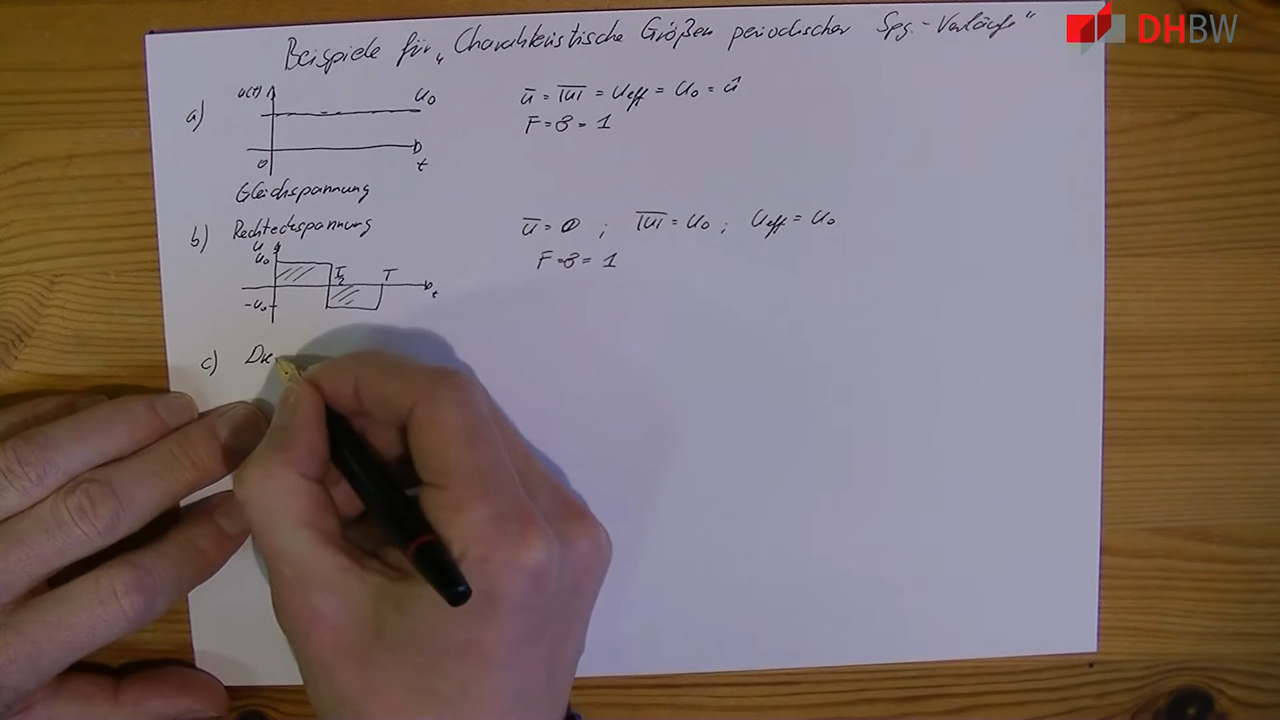 DHBW
Beispiele für „Charakteristische Größen periodischer Spg.-Verläufe"
a)
u(t)
U₀
0
t
Gleichspannung
ū = |u|̅ = Ueff = U₀ = û
F = σ = 1
b) Rechteckspannung
u
U₀
T/2
T
-U₀
t
ū = 0 ; |u|̅ = U₀ ; Ueff = U₀
F = σ = 1
c)